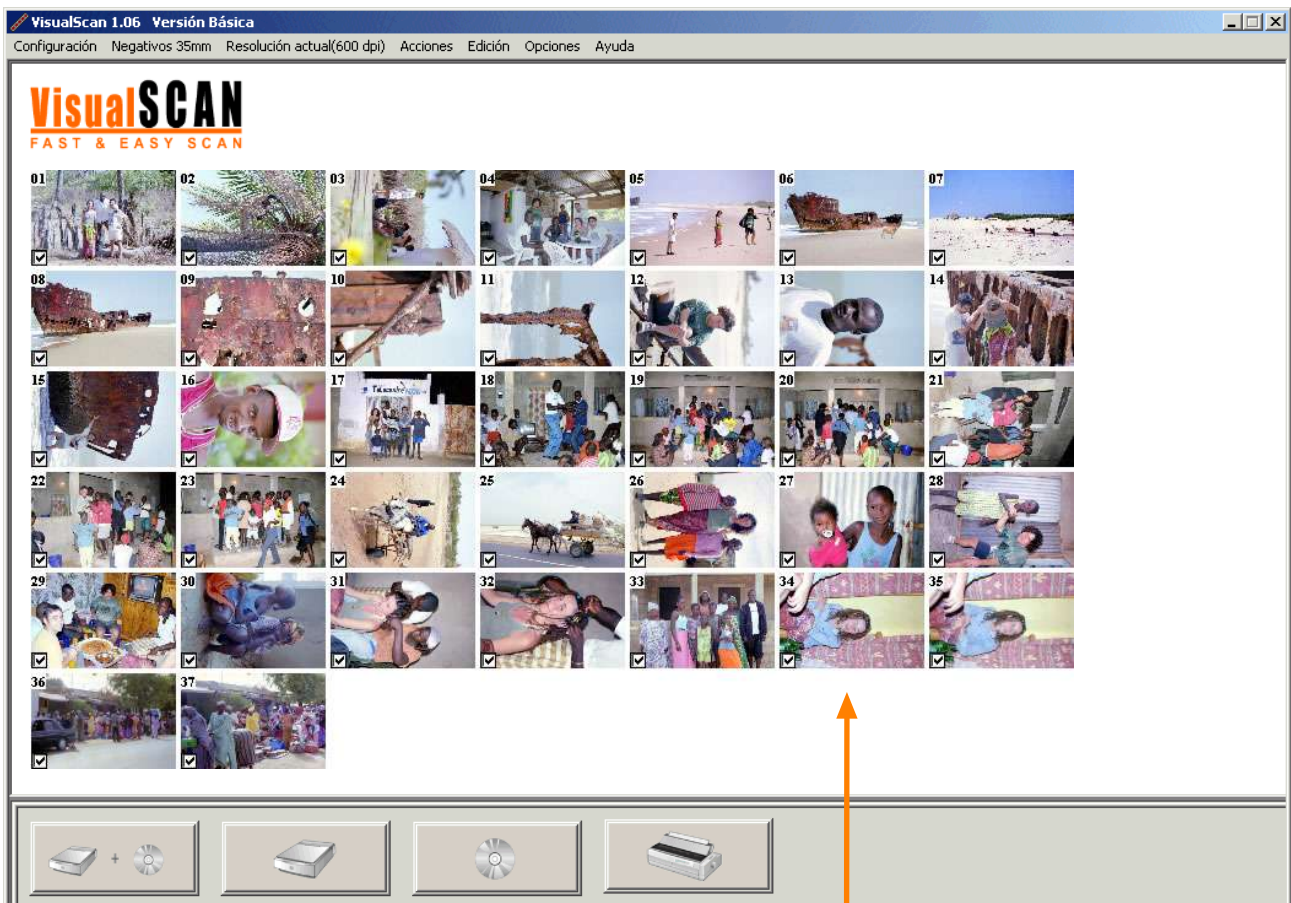 VisualScan 1.06 Versión Básica
Configuración Negativos 35mm Resolución actual(600 dpi) Acciones Edición Opciones Ayuda
VisualSCAN
FAST & EASY SCAN
01 02 03 04 05 06 07
08 09 10 11 12 13 14
15 16 17 18 19 20 21
22 23 24 25 26 27 28
29 30 31 32 33 34 35
36 37
+